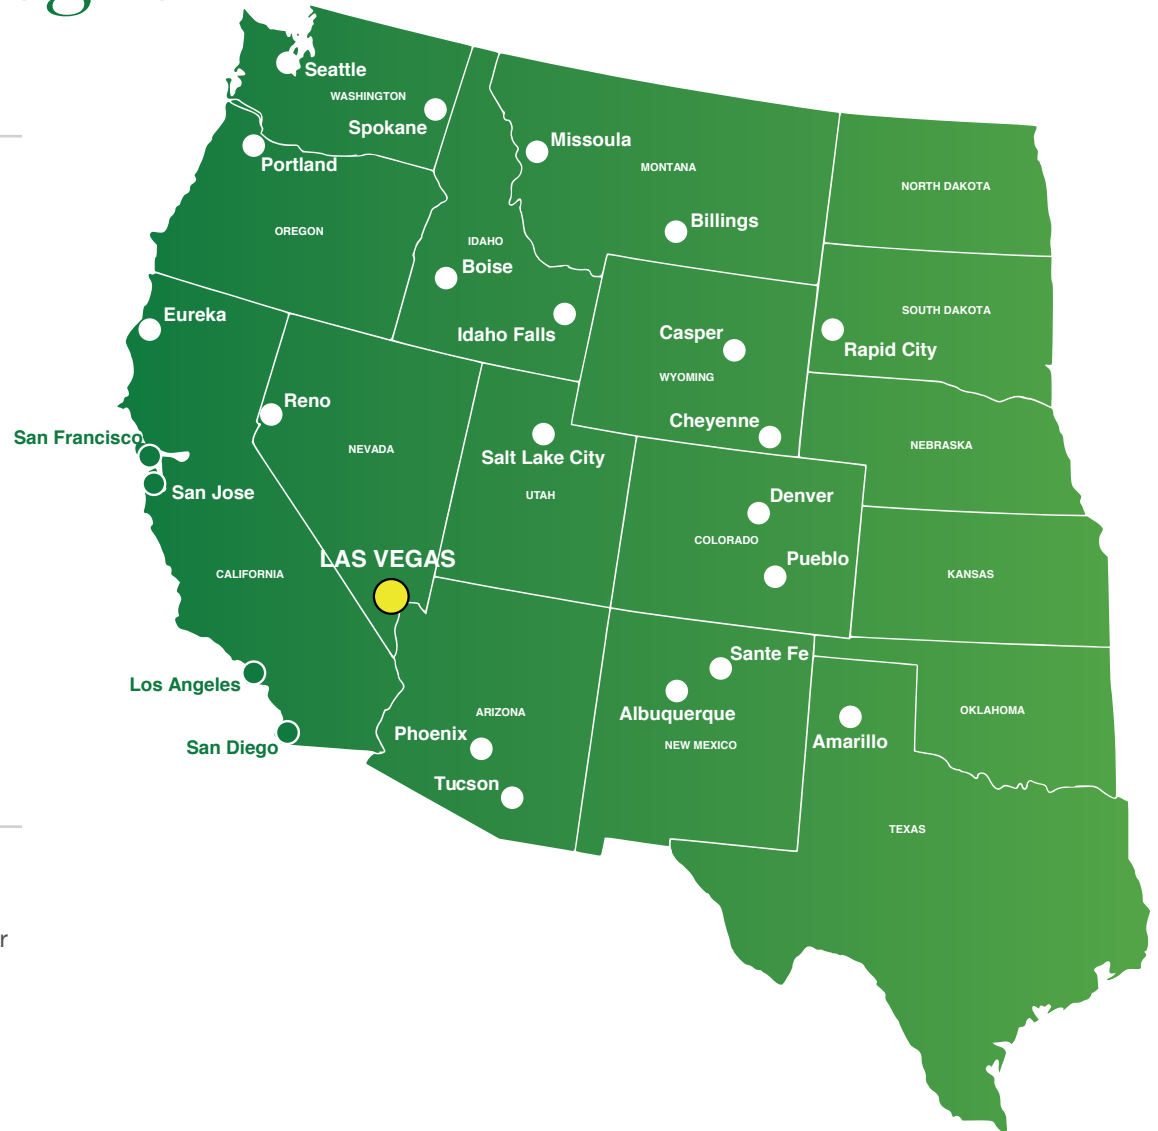 g
Seattle
WASHINGTON
Spokane
Missoula
Portland
MONTANA
NORTH DAKOTA
Billings
OREGON
IDAHO
Boise
SOUTH DAKOTA
Eureka
Idaho Falls
Casper
Rapid City
WYOMING
Reno
Cheyenne
San Francisco
NEVADA
Salt Lake City
NEBRASKA
San Jose
UTAH
Denver
COLORADO
LAS VEGAS
Pueblo
CALIFORNIA
KANSAS
Sante Fe
Los Angeles
ARIZONA
Albuquerque
OKLAHOMA
Phoenix
NEW MEXICO
Amarillo
San Diego
Tucson
TEXAS
r